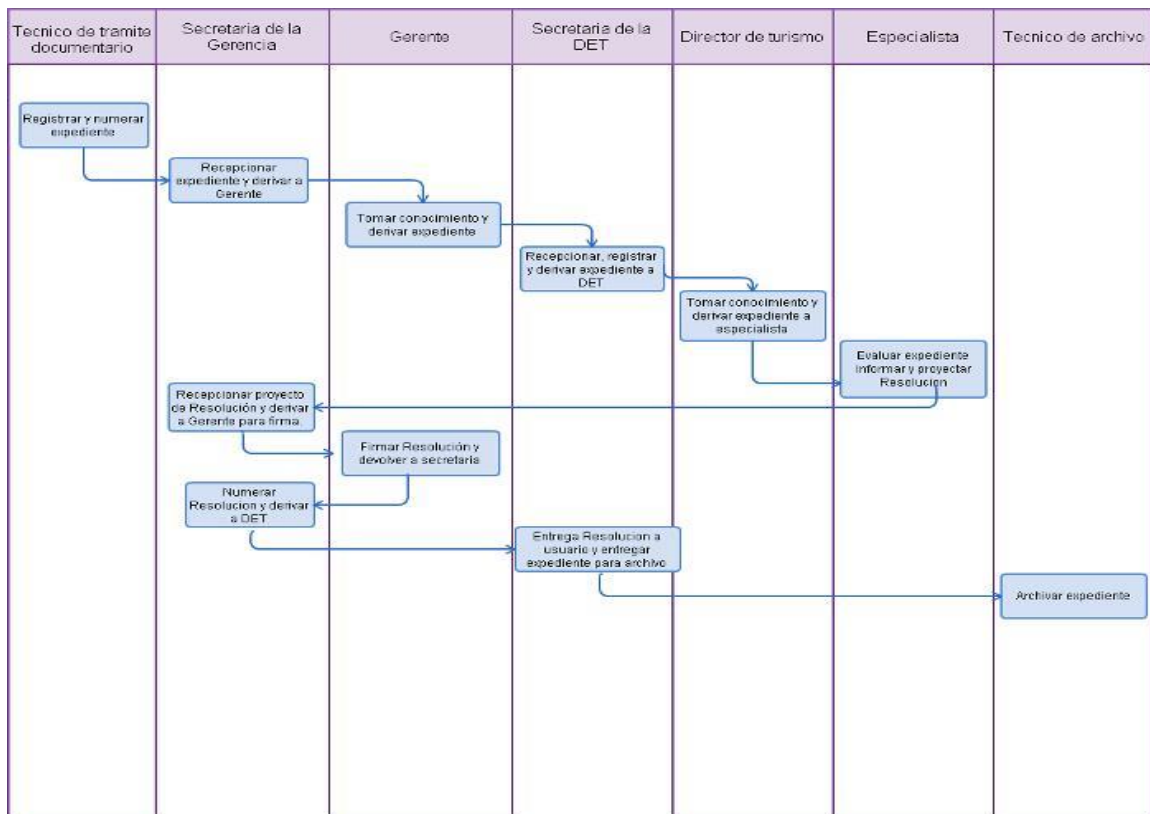 Tecnico de tramite
documentario
Secretaria de la
Gerencia
Gerente
Secretaria de la
DET
Director de turismo
Especialista
Tecnico de archivo
Registrrar y numerar
expediente
Recepcionar
expediente y derivar a
Gerente
Tomar conocimiento y
derivar expediente
Recepcionar, registrar
y derivar expediente a
DET
Tomar conocimiento y
derivar expediente a
especialista
Evaluar expediente
Informar y proyectar
Resolucion
Recepcionar proyecto
de Resolución y derivar
a Gerente para firma.
Firmar Resolución y
devolver a secretaria
Numerar
Resolucion y derivar
a DET
Entrega Resolucion a
usuario y entregar
expediente para archivo
Archivar expediente